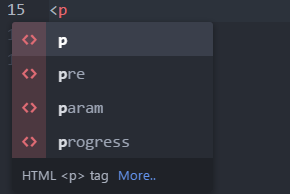 15 <p
<> p
<> pre
<> param
<> progress
HTML <p> tag More..